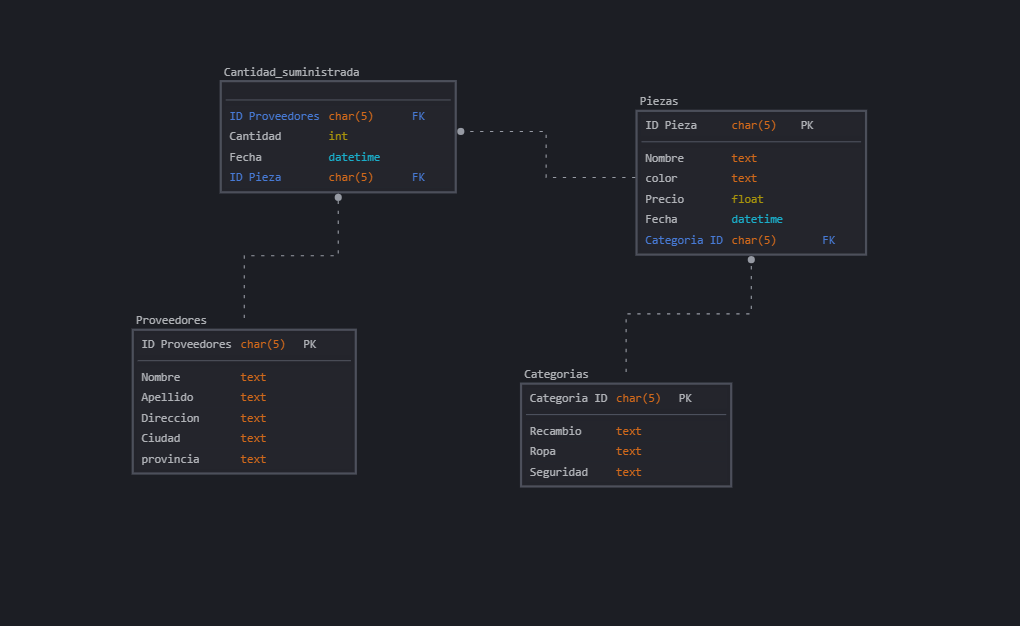 Cantidad_suministrada
ID Proveedores char(5) FK
Cantidad int
Fecha datetime
ID Pieza char(5) FK
Piezas
ID Pieza char(5) PK
Nombre text
color text
Precio float
Fecha datetime
Categoria ID char(5) FK
Proveedores
ID Proveedores char(5) PK
Nombre text
Apellido text
Direccion text
Ciudad text
provincia text
Categorias
Categoria ID char(5) PK
Recambio text
Ropa text
Seguridad text